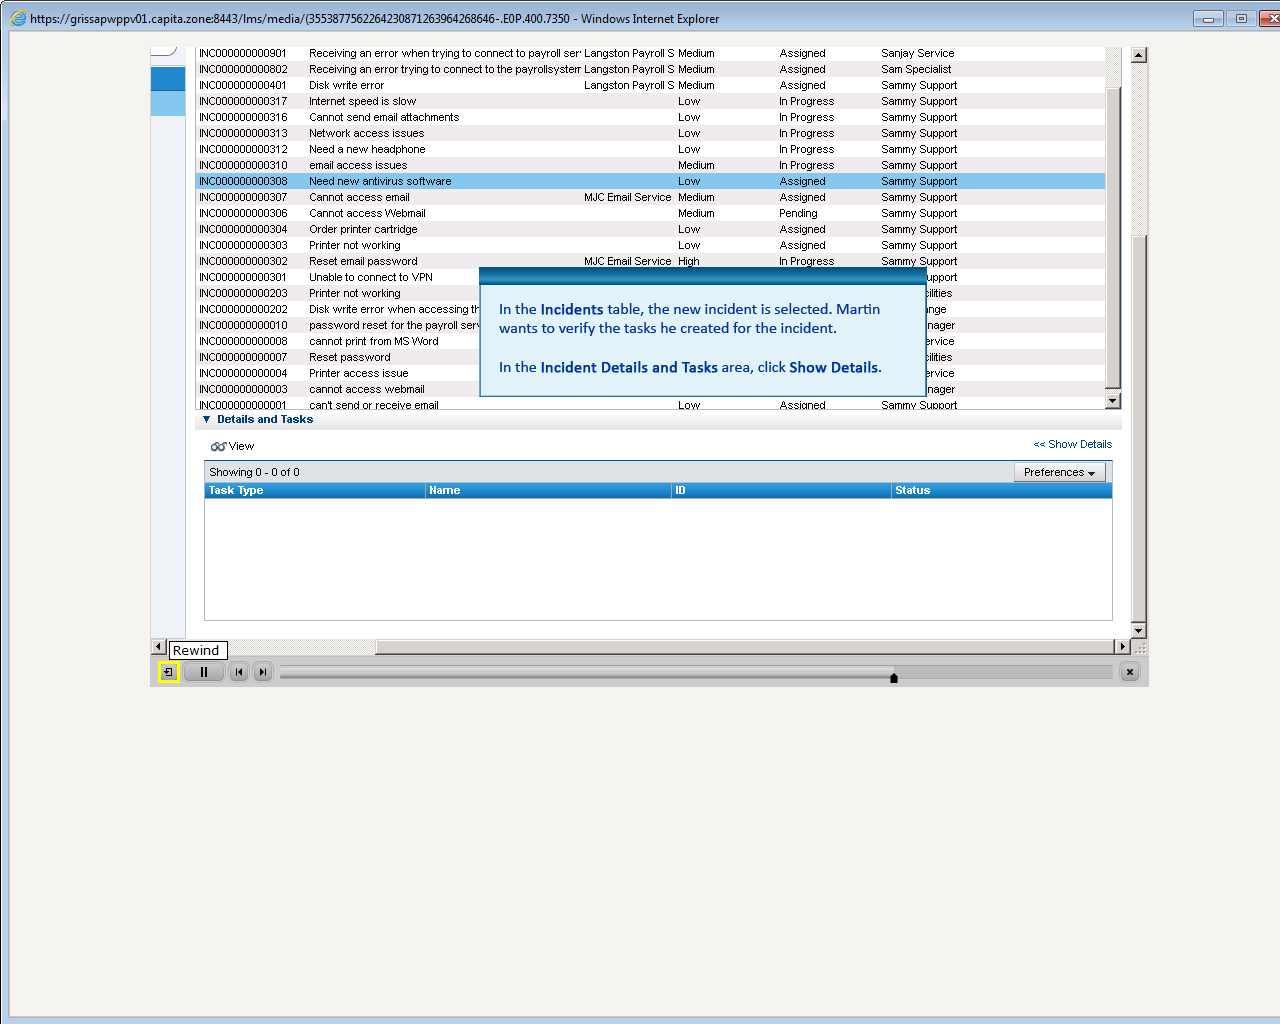 https://grissapwppv01.capita.zone:8443/lms/media/(35538775622642308712639642686​46-.E0P.400.7350 - Windows Internet Explorer
INC000000000901 Receiving an error when trying to connect to payroll ser Langston Payroll S Medium Assigned Sanjay Service
INC000000000802 Receiving an error trying to connect to the payrollsystem Langston Payroll S Medium Assigned Sam Specialist
INC000000000401 Disk write error Langston Payroll S Medium Assigned Sammy Support
INC000000000317 Internet speed is slow Low In Progress Sammy Support
INC000000000316 Cannot send email attachments Low In Progress Sammy Support
INC000000000313 Network access issues Low In Progress Sammy Support
INC000000000312 Need a new headphone Low In Progress Sammy Support
INC000000000310 email access issues Medium In Progress Sammy Support
INC000000000308 Need new antivirus software Low Assigned Sammy Support
INC000000000307 Cannot access email MJC Email Service Medium Assigned Sammy Support
INC000000000306 Cannot access Webmail Medium Pending Sammy Support
INC000000000304 Order printer cartridge Low Assigned Sammy Support
INC000000000303 Printer not working Low Assigned Sammy Support
INC000000000302 Reset email password MJC Email Service High In Progress Sammy Support
INC000000000301 Unable to connect to VPN upport
INC000000000203 Printer not working cilities
INC000000000202 Disk write error when accessing th ange
INC000000000010 password reset for the payroll serv nager
INC000000000008 cannot print from MS Word ervice
INC000000000007 Reset password cilities
INC000000000004 Printer access issue ervice
INC000000000003 cannot access webmail nager
INC000000000001 can't send or receive email Low Assigned Sammy Support
In the Incidents table, the new incident is selected. Martin
wants to verify the tasks he created for the incident.
In the Incident Details and Tasks area, click Show Details.
Details and Tasks
View << Show Details
Showing 0 - 0 of 0 Preferences
Task Type Name ID Status
Rewind